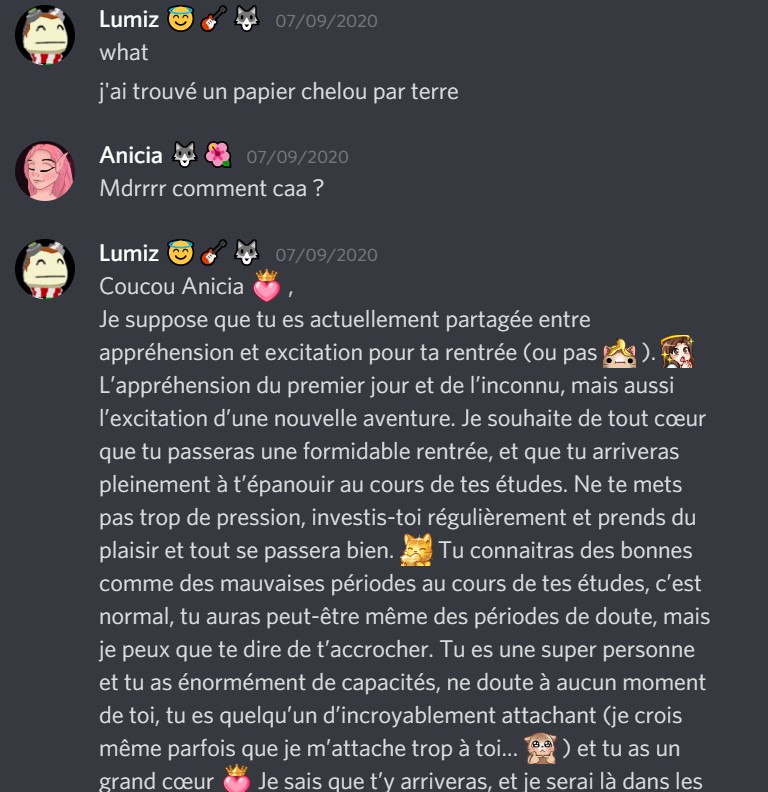 Lumiz 😇 🎸 🐺 07/09/2020
what
j'ai trouvé un papier chelou par terre
Anicia 🐺 🌺 07/09/2020
Mdrrrr comment caa ?
Lumiz 😇 🎸 🐺 07/09/2020
Coucou Anicia ,
Je suppose que tu es actuellement partagée entre
appréhension et excitation pour ta rentrée (ou pas ).
L’appréhension du premier jour et de l’inconnu, mais aussi
l’excitation d’une nouvelle aventure. Je souhaite de tout cœur
que tu passeras une formidable rentrée, et que tu arriveras
pleinement à t’épanouir au cours de tes études. Ne te mets
pas trop de pression, investis-toi régulièrement et prends du
plaisir et tout se passera bien. Tu connaitras des bonnes
comme des mauvaises périodes au cours de tes études, c’est
normal, tu auras peut-être même des périodes de doute, mais
je peux que te dire de t’accrocher. Tu es une super personne
et tu as énormément de capacités, ne doute à aucun moment
de toi, tu es quelqu’un d’incroyablement attachant (je crois
même parfois que je m’attache trop à toi... ) et tu as un
grand cœur Je sais que t’y arriveras, et je serai là dans les